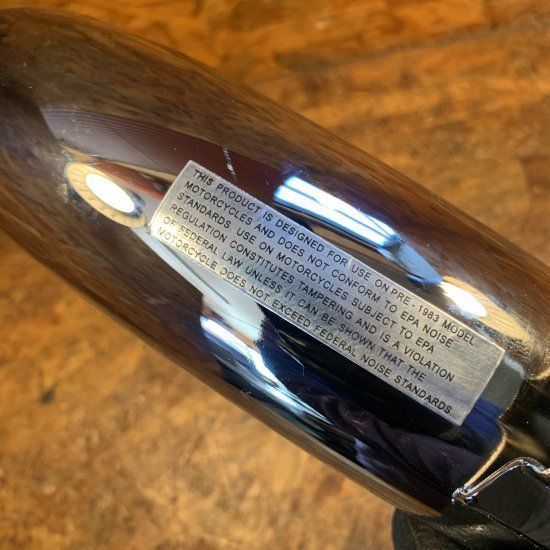 THIS PRODUCT IS DESIGNED FOR USE ON PRE - 1983 MODEL
MOTORCYCLES AND DOES NOT CONFORM TO EPA NOISE
STANDARDS. USE ON MOTORCYCLES SUBJECT TO EPA
REGULATION CONSTITUTES TAMPERING AND IS A VIOLATION
OF FEDERAL LAW UNLESS IT CAN BE SHOWN THAT THE
MOTORCYCLE DOES NOT EXCEED FEDERAL NOISE STANDARDS.